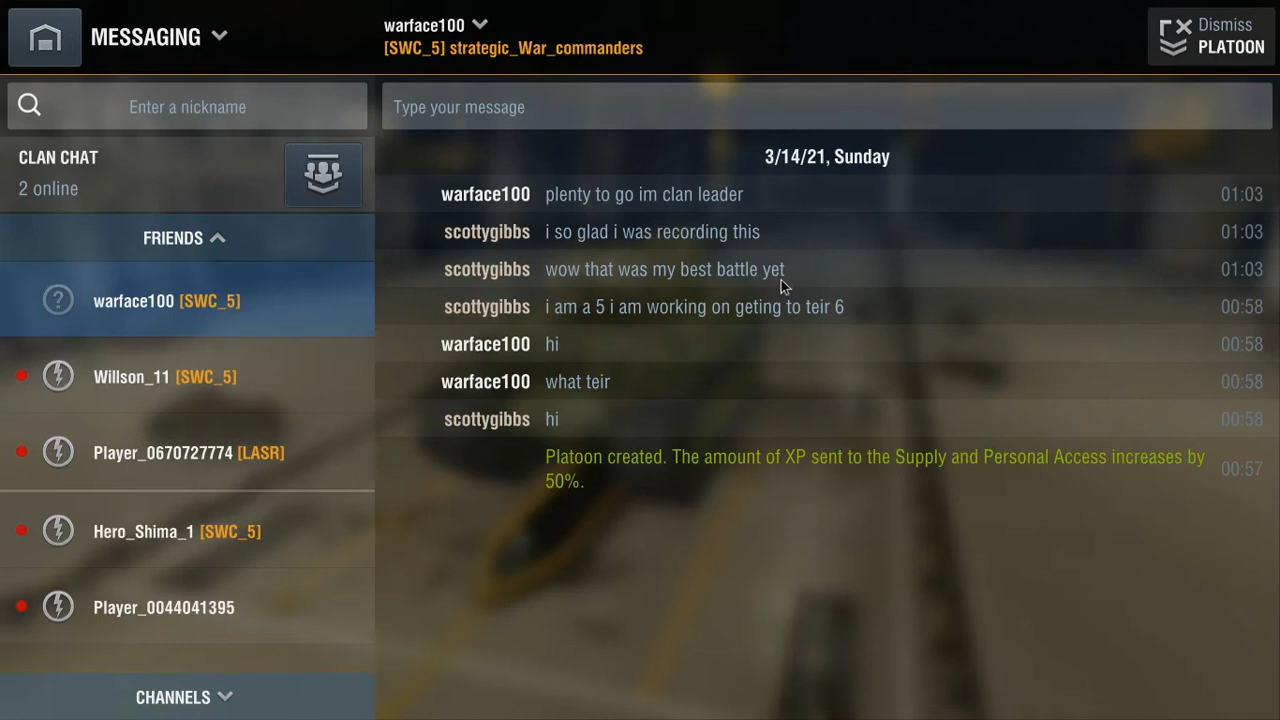 MESSAGING
warface100
[SWC_5] strategic_War_commanders
Dismiss
PLATOON
Enter a nickname
Type your message
CLAN CHAT
2 online
FRIENDS
warface100 [SWC_5]
Willson_11 [SWC_5]
Player_0670727774 [LASR]
Hero_Shima_1 [SWC_5]
Player_0044041395
CHANNELS
3/14/21, Sunday
warface100 plenty to go im clan leader 01:03
scottygibbs i so glad i was recording this 01:03
scottygibbs wow that was my best battle yet 01:03
scottygibbs i am a 5 i am working on geting to teir 6 00:58
warface100 hi 00:58
warface100 what teir 00:58
scottygibbs hi 00:58
Platoon created. The amount of XP sent to the Supply and Personal Access increases by
50%. 00:57